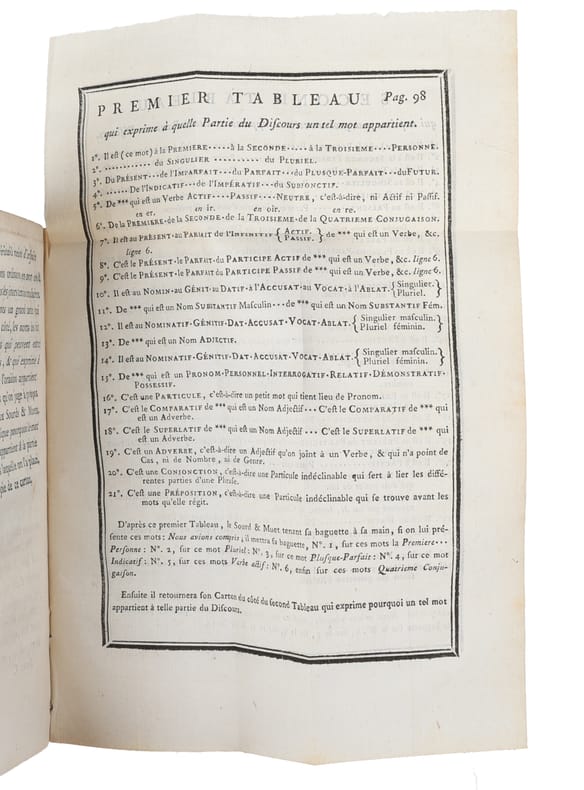 PREMIER TABLEAU Pag. 98
qui exprime à quelle Partie du Diſcours un tel mot appartient.
1°. Il eſt (ce mot) à la PREMIERE·····à la SECONDE·····à la TROISIEME····PERSONNE.
2°. ·········· du SINGULIER ·········· du PLURIEL.
3°. Du PRÉSENT···de l'IMPARFAIT···du PARFAIT···du PLUSQUE-PARFAIT···du FUTUR.
4°. ······ De l'INDICATIF···de l'IMPÉRATIF···du SUBJONCTIF.
5°. De *** qui eſt un Verbe ACTIF····PASSIF····NEUTRE, c'eſt-à-dire, ni Actif ni Paſſif.
en er. en ir. en oir. en re.
6°. De la PREMIERE·de la SECONDE·de la TROISIEME·de la QUATRIEME CONJUGAISON.
7°. Il eſt au PRÉSENT·au PARFAIT de l'INFINITIF { ACTIF. PASSIF. } de *** qui eſt un Verbe, &c.
ligne 6.
8°. C'eſt le PRÉSENT·le PARFAIT du PARTICIPE ACTIF de *** qui eſt un Verbe, &c. ligne 6.
9°. C'eſt le PRÉSENT·le PARFAIT du PARTICIPE PASSIF de *** qui eſt un Verbe, &c. ligne 6.
10°. Il eſt au NOMIN·au GÉNIT·au DATIF·à l'ACCUSAT·au VOCAT·à l'ABLAT. { Singulier. Pluriel. }
11°. De *** qui eſt un Nom SUBSTANTIF Maſculin···de *** qui eſt un Nom SUBSTANTIF Fém.
12°. Il eſt au NOMINATIF·GÉNITIF·DAT·ACCUSAT·VOCAT·ABLAT. { Singulier maſculin. Pluriel féminin. }
13°. De *** qui eſt un Nom ADJECTIF.
14°. Il eſt au NOMINATIF·GÉNITIF·DAT·ACCUSAT·VOCAT·ABLAT. { Singulier maſculin. Pluriel féminin. }
15°. De *** qui eſt un PRONOM·PERSONNEL·INTERROGATIF·RELATIF·DÉMONSTRATIF·
POSSESSIF.
16°. C'eſt une PARTICULE, c'eſt-à-dire un petit mot qui tient lieu de Pronom.
17°. C'eſt le COMPARATIF de *** qui eſt un Nom Adjectif··· C'eſt le COMPARATIF de *** qui
eſt un Adverbe.
18°. C'eſt le SUPERLATIF de *** qui eſt un Nom Adjectif··· C'eſt le SUPERLATIF de *** qui
eſt un Adverbe.
19°. C'eſt un ADVERBE, c'eſt-à-dire un Adjectif qu'on joint à un Verbe, & qui n'a point de
Cas, ni de Nombre, ni de Genre.
20°. C'eſt une CONJONCTION, c'eſt-à-dire une Particule indéclinable qui ſert à lier les diffé-
rentes parties d'une Phraſe.
21°. C'eſt une PRÉPOSITION, c'eſt-à-dire une Particule indéclinable qui ſe trouve avant les
mots qu'elle régit.
D'après ce premier Tableau, le Sourd & Muet tenant ſa baguette à ſa main, ſi on lui pré-
ſente ces mots: Nous avions compris, il mettra ſa baguette, N°. 1, ſur ces mots la Premiere···
Perſonne: N°. 2, ſur ce mot Pluriel: N°. 3, ſur ce mot Plusque-Parfait: N°. 4, ſur ce mot
Indicatif: N°. 5, ſur ces mots Verbe actif: N°. 6, enfin ſur ces mots Quatrieme Conju-
gaiſon.
Enſuite il retournera ſon Carton du côté du ſecond Tableau qui exprime pourquoi un tel mot
appartient à telle partie du Diſcours.